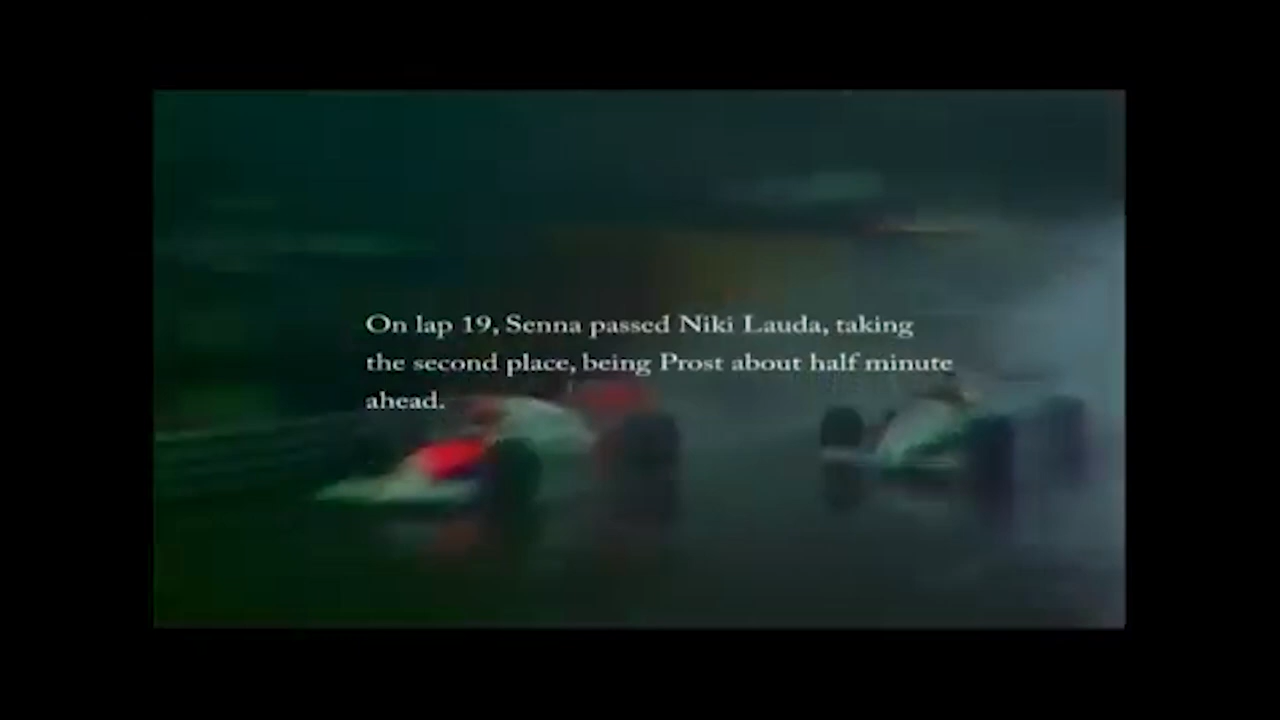 On lap 19, Senna passed Niki Lauda, taking
the second place, being Prost about half minute
ahead.